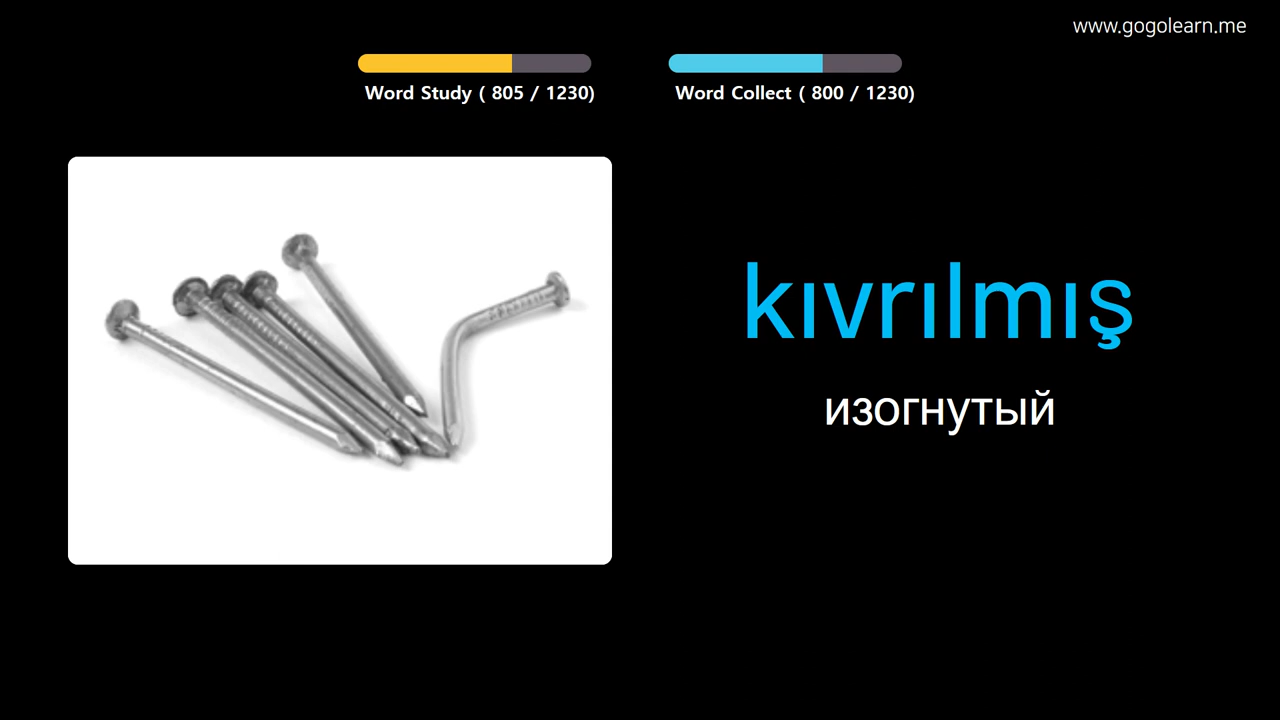 www.gogolearn.me
Word Study ( 805 / 1230)
Word Collect ( 800 / 1230)
kıvrılmış
изогнутый